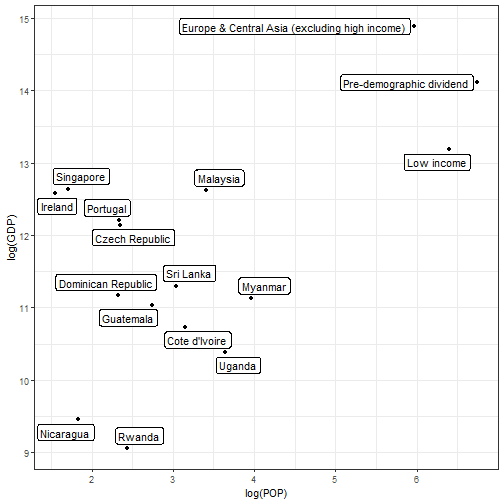 15
Europe & Central Asia (excluding high income)
14
Pre-demographic dividend
13
Low income
Singapore
Malaysia
Ireland
Portugal
12
Czech Republic
Sri Lanka
Dominican Republic
Myanmar
11
Guatemala
Cote d'Ivoire
Uganda
10
Nicaragua
Rwanda
9
log(GDP)
2
3
4
5
6
log(POP)